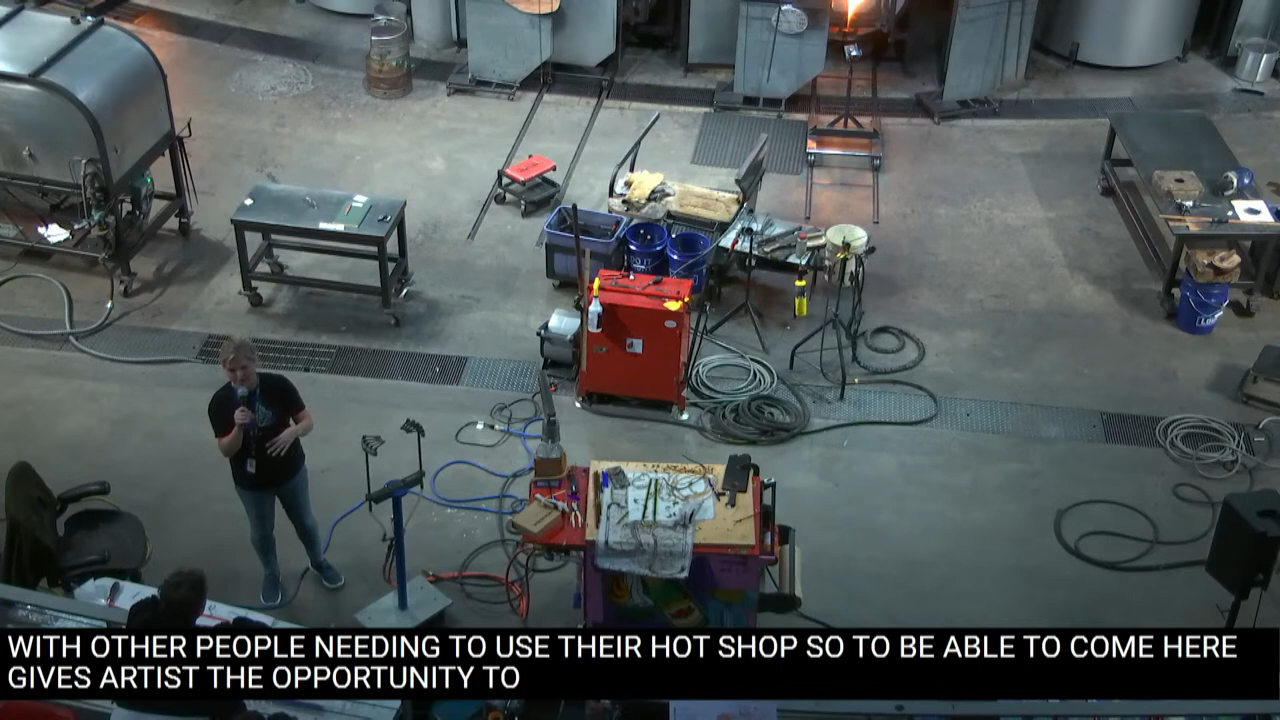 WITH OTHER PEOPLE NEEDING TO USE THEIR HOT SHOP SO TO BE ABLE TO COME HERE
GIVES ARTIST THE OPPORTUNITY TO